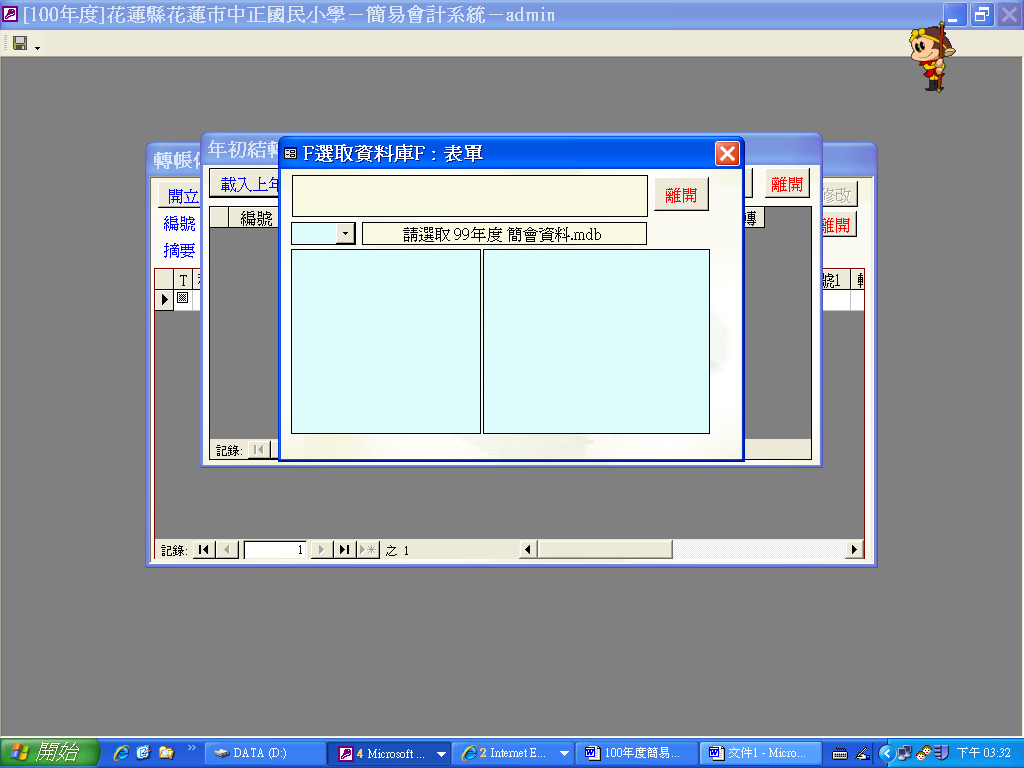 [100年度]花蓮縣花蓮市中正國民小學－簡易會計系統－admin
轉帳
年初結轉
F選取資料庫F：表單
開立
載入上年
離開
離開
修改
編號
編號
請選取 99年度 簡會資料.mdb
轉
離開
摘要
T
號1
記錄:
記錄:
1
之 1
開始
DATA (D:)
4 Microsoft ...
2 Internet E...
100年度簡易...
文件1 - Micro...
下午 03:32